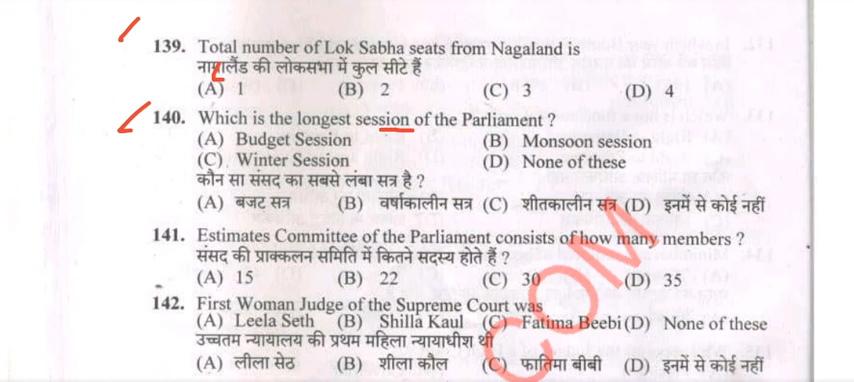 139. Total number of Lok Sabha seats from Nagaland is
नागालैंड की लोकसभा में कुल सीटे हैं
(A) 1 (B) 2 (C) 3 (D) 4
140. Which is the longest session of the Parliament ?
(A) Budget Session (B) Monsoon session
(C) Winter Session (D) None of these
कौन सा संसद का सबसे लंबा सत्र है ?
(A) बजट सत्र (B) वर्षाकालीन सत्र (C) शीतकालीन सत्र (D) इनमें से कोई नहीं
141. Estimates Committee of the Parliament consists of how many members ?
संसद की प्राक्कलन समिति में कितने सदस्य होते हैं ?
(A) 15 (B) 22 (C) 30 (D) 35
142. First Woman Judge of the Supreme Court was
(A) Leela Seth (B) Shilla Kaul (C) Fatima Beebi (D) None of these
उच्चतम न्यायालय की प्रथम महिला न्यायाधीश थी
(A) लीला सेठ (B) शीला कौल (C) फातिमा बीबी (D) इनमें से कोई नहीं
COM